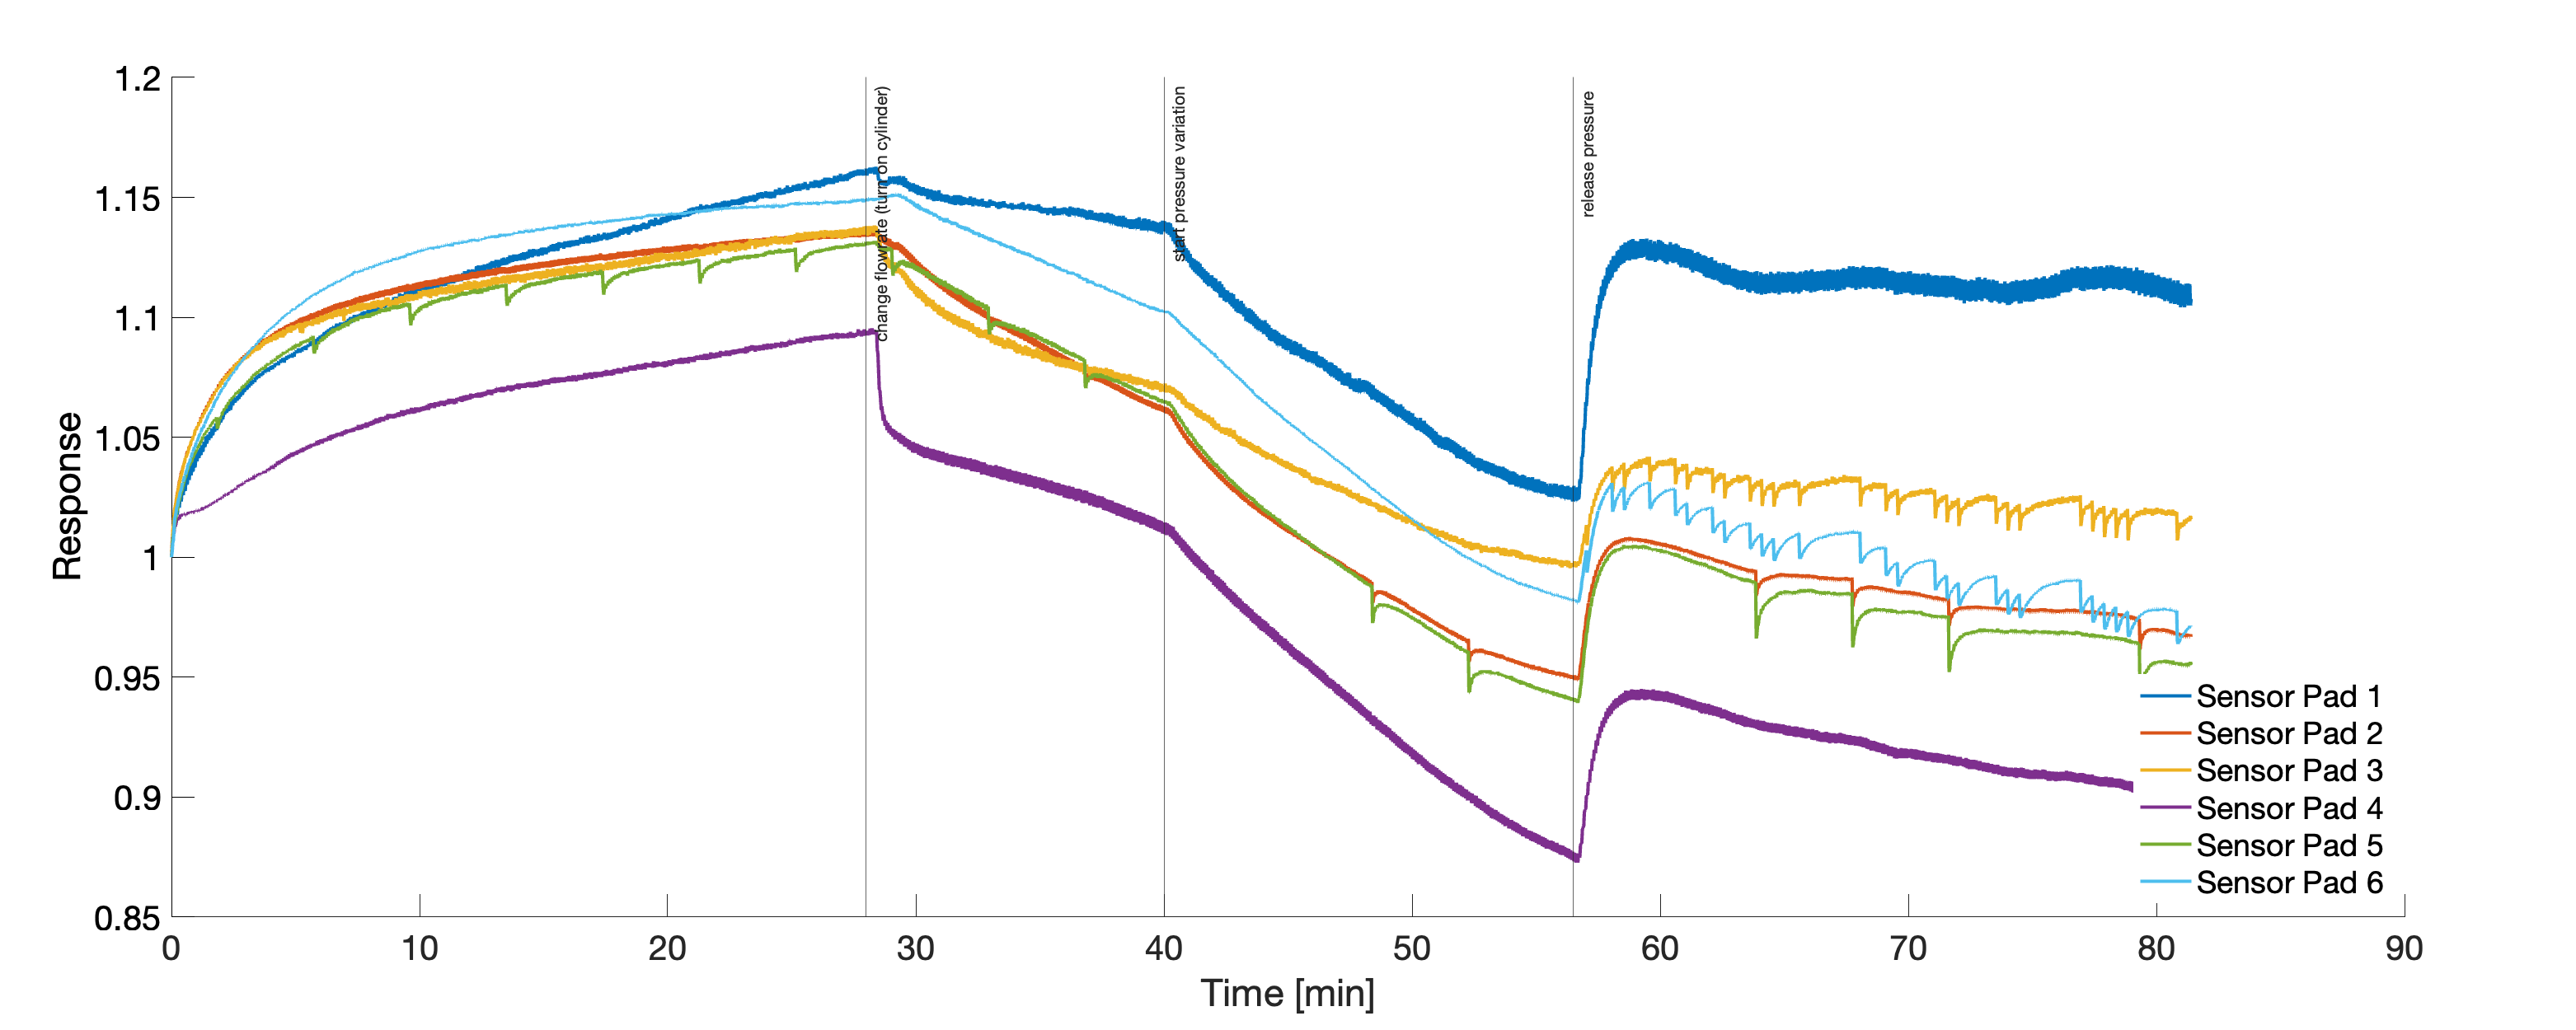 1.2
1.15
1.1
1.05
1
0.95
0.9
0.85
Response
change flowrate (turn on cylinder)
start pressure variation
release pressure
Sensor Pad 1
Sensor Pad 2
Sensor Pad 3
Sensor Pad 4
Sensor Pad 5
Sensor Pad 6
0 10 20 30 40 50 60 70 80 90
Time [min]